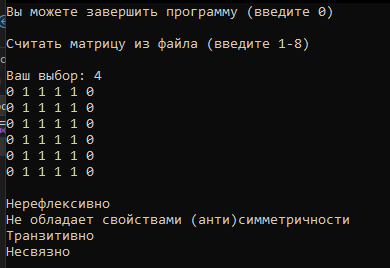 Вы можете завершить программу (введите 0)
Считать матрицу из файла (введите 1-8)
Ваш выбор: 4
0 1 1 1 1 0
0 1 1 1 1 0
0 1 1 1 1 0
0 1 1 1 1 0
0 1 1 1 1 0
0 1 1 1 1 0
Нерефлексивно
Не обладает свойствами (анти)симметричности
Транзитивно
Несвязно